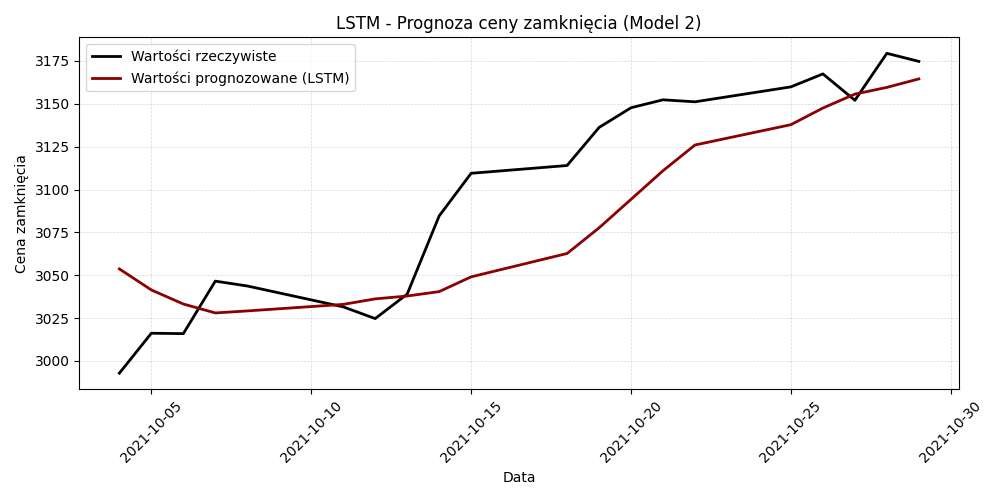 LSTM - Prognoza ceny zamknięcia (Model 2)
Wartości rzeczywiste
Wartości prognozowane (LSTM)
Cena zamknięcia
3175
3150
3125
3100
3075
3050
3025
3000
2021-10-05
2021-10-10
2021-10-15
2021-10-20
2021-10-25
2021-10-30
Data